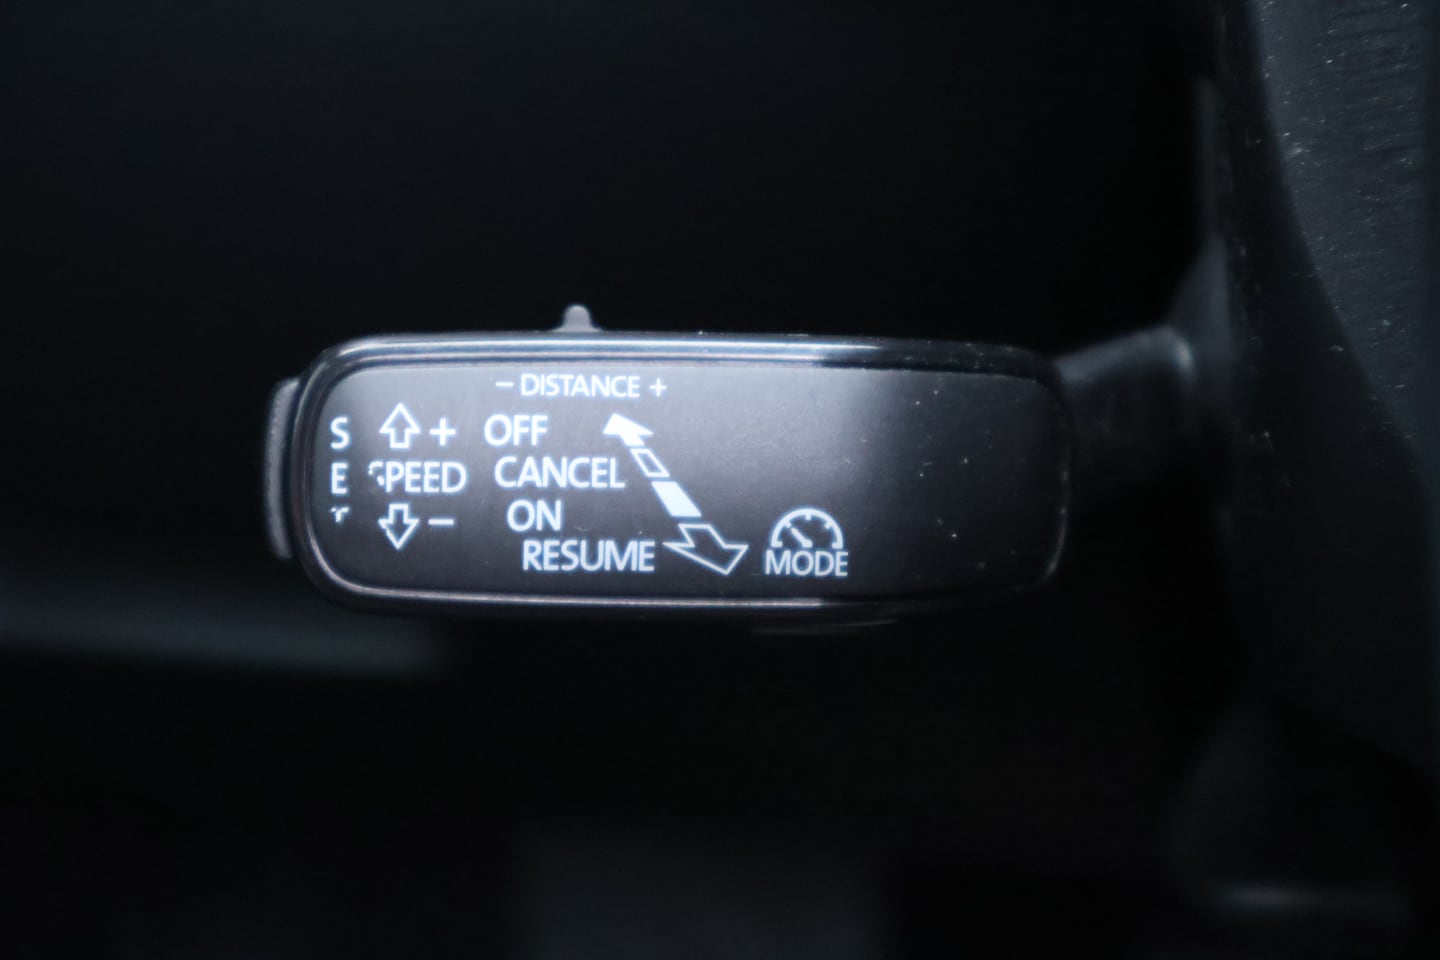 - DISTANCE +
S + OFF
E SPEED CANCEL
T - ON
RESUME
MODE